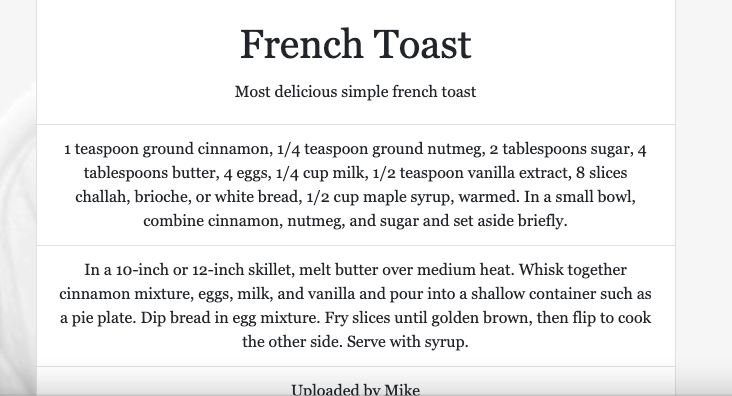 French Toast
Most delicious simple french toast
1 teaspoon ground cinnamon, 1/4 teaspoon ground nutmeg, 2 tablespoons sugar, 4
tablespoons butter, 4 eggs, 1/4 cup milk, 1/2 teaspoon vanilla extract, 8 slices
challah, brioche, or white bread, 1/2 cup maple syrup, warmed. In a small bowl,
combine cinnamon, nutmeg, and sugar and set aside briefly.
In a 10-inch or 12-inch skillet, melt butter over medium heat. Whisk together
cinnamon mixture, eggs, milk, and vanilla and pour into a shallow container such as
a pie plate. Dip bread in egg mixture. Fry slices until golden brown, then flip to cook
the other side. Serve with syrup.
Uploaded by Mike